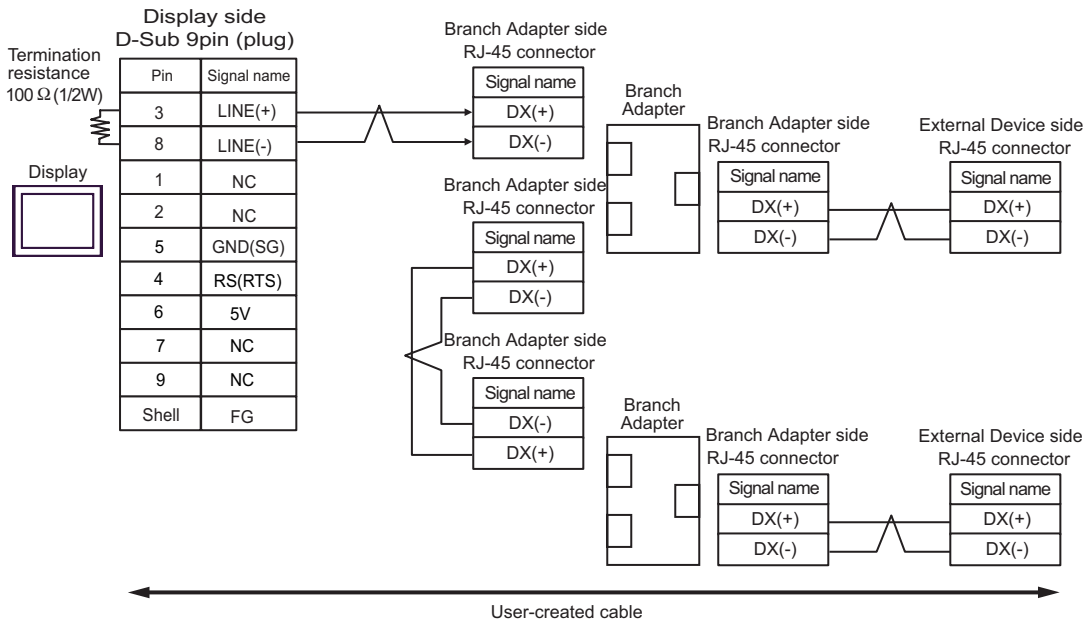 Display side
D-Sub 9pin (plug)
Termination
resistance
100 Ω (1/2W)
Display
Pin Signal name
3 LINE(+)
8 LINE(-)
1 NC
2 NC
5 GND(SG)
4 RS(RTS)
6 5V
7 NC
9 NC
Shell FG
Branch Adapter side
RJ-45 connector
Signal name
DX(+)
DX(-)
Branch Adapter side
RJ-45 connector
Signal name
DX(+)
DX(-)
Branch Adapter side
RJ-45 connector
Signal name
DX(-)
DX(+)
Branch
Adapter
Branch Adapter side
RJ-45 connector
Signal name
DX(+)
DX(-)
External Device side
RJ-45 connector
Signal name
DX(+)
DX(-)
Branch
Adapter
Branch Adapter side
RJ-45 connector
Signal name
DX(+)
DX(-)
External Device side
RJ-45 connector
Signal name
DX(+)
DX(-)
User-created cable